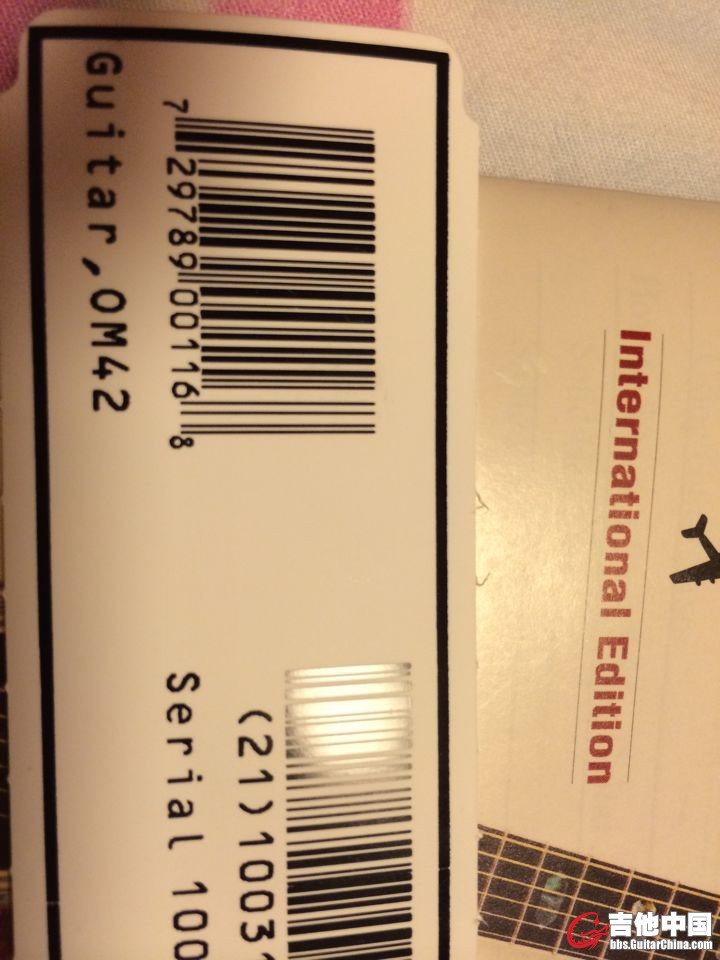 Guitar,OM42
7 29789 00116 8
(21)1003
Serial 100
International Edition
吉他中国
bbs.GuitarChina.com